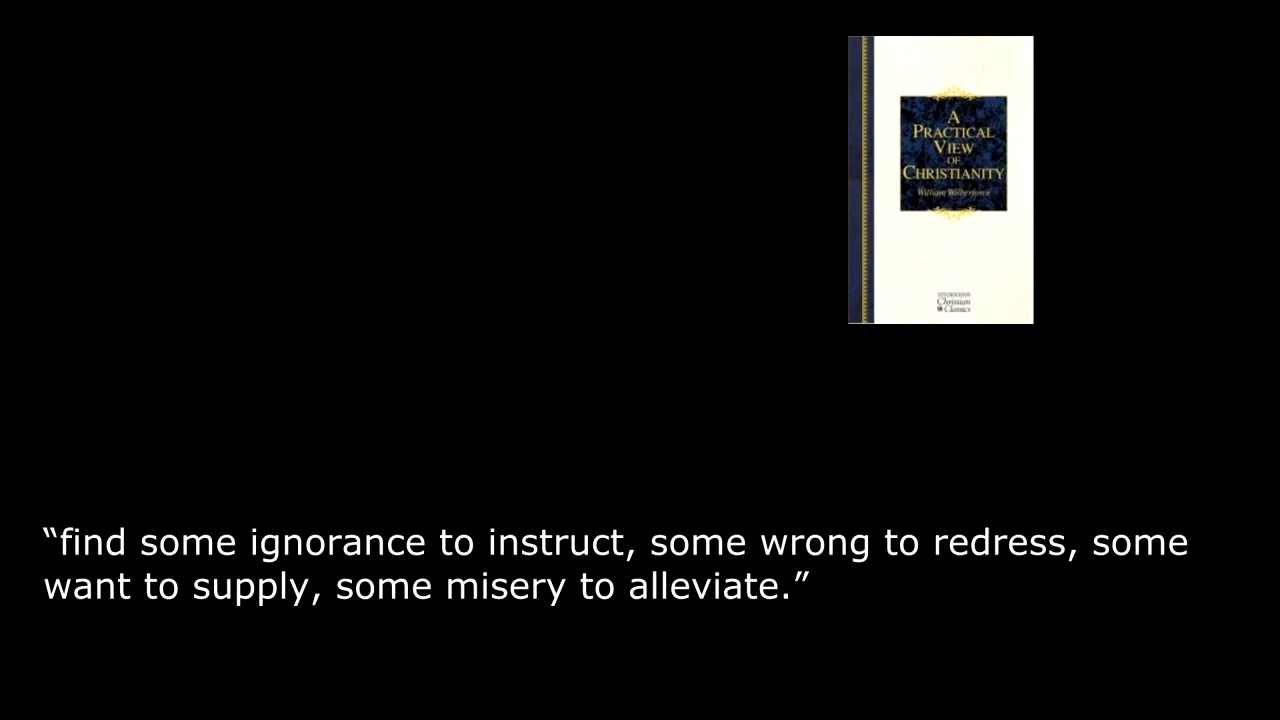 A
PRACTICAL
VIEW
OF
CHRISTIANITY
William Wilberforce
HENDRICKSON
Christian
Classics
“find some ignorance to instruct, some wrong to redress, some
want to supply, some misery to alleviate.”